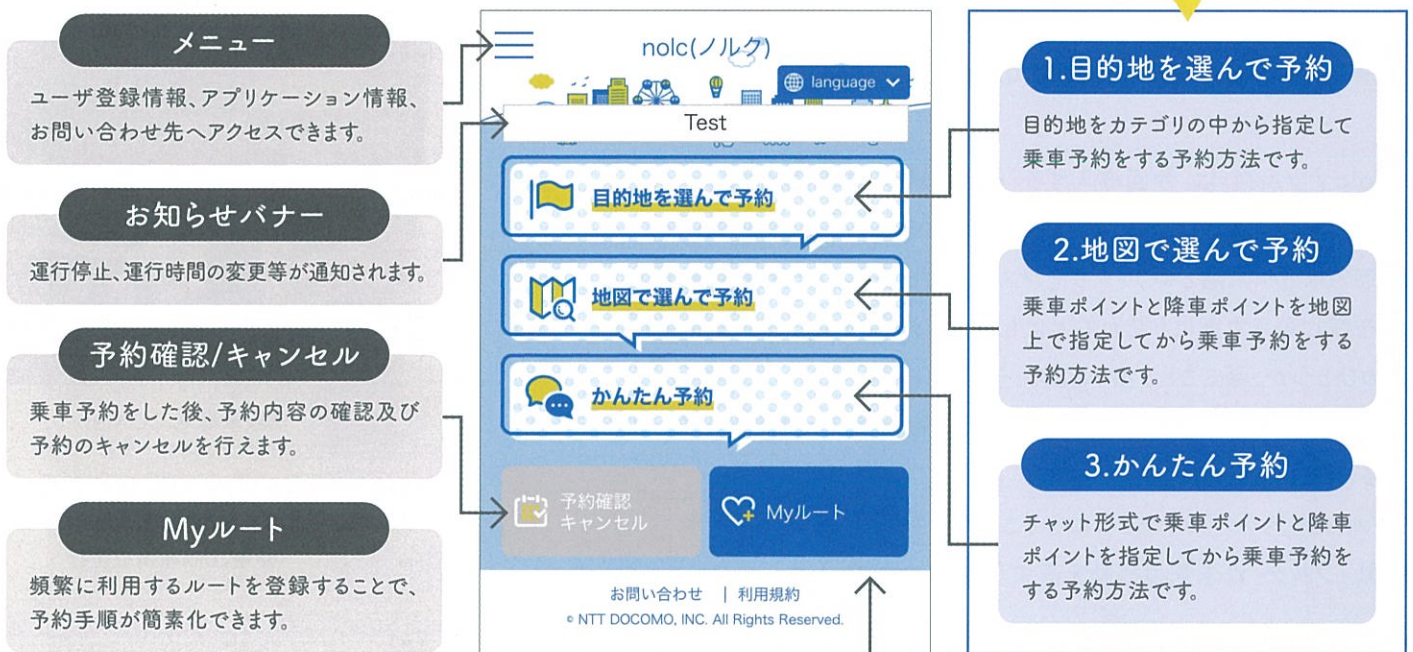 メニュー
ユーザ登録情報、アプリケーション情報、
お問い合わせ先へアクセスできます。
お知らせバナー
運行停止、運行時間の変更等が通知されます。
予約確認/キャンセル
乗車予約をした後、予約内容の確認及び
予約のキャンセルを行えます。
Myルート
頻繁に利用するルートを登録することで、
予約手順が簡素化できます。
nolc(ノルク)
language
Test
目的地を選んで予約
地図で選んで予約
かんたん予約
予約確認
キャンセル
Myルート
お問い合わせ | 利用規約
© NTT DOCOMO, INC. All Rights Reserved.
1.目的地を選んで予約
目的地をカテゴリの中から指定して
乗車予約をする予約方法です。
2.地図で選んで予約
乗車ポイントと降車ポイントを地図
上で指定してから乗車予約をする
予約方法です。
3.かんたん予約
チャット形式で乗車ポイントと降車
ポイントを指定してから乗車予約を
する予約方法です。